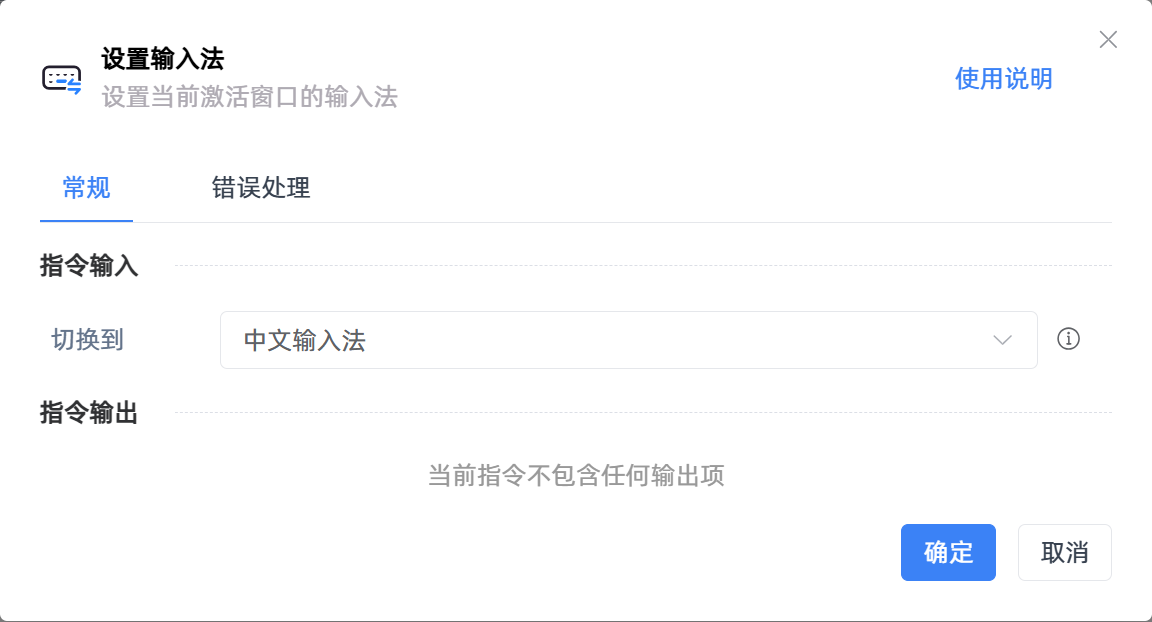 设置输入法
设置当前激活窗口的输入法
使用说明
常规
错误处理
指令输入
切换到
中文输入法
指令输出
当前指令不包含任何输出项
确定
取消